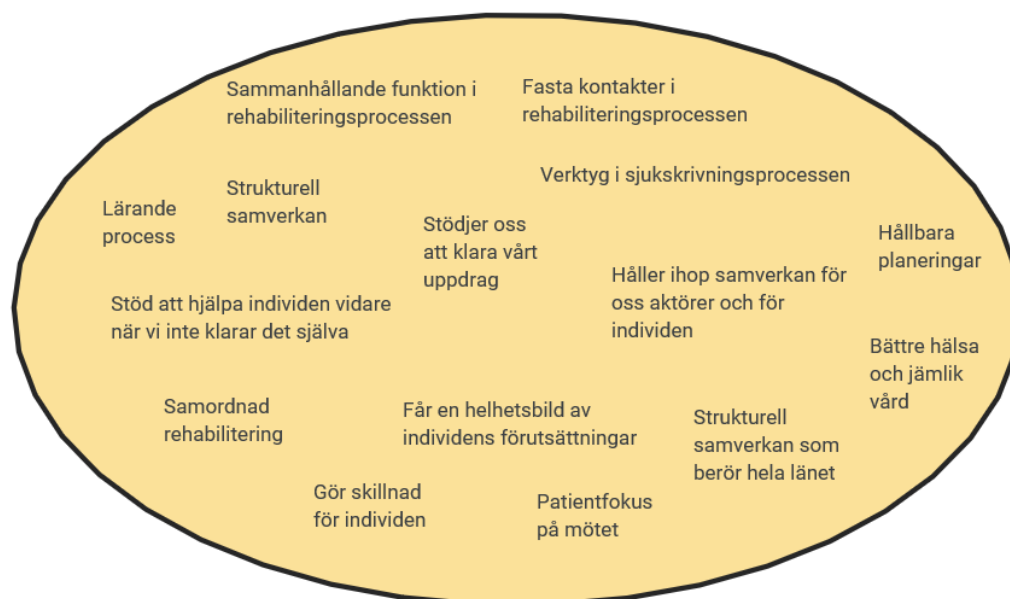 Sammanhållande funktion i
rehabiliteringsprocessen
Fasta kontakter i
rehabiliteringsprocessen
Verktyg i sjukskrivningsprocessen
Strukturell
samverkan
Lärande
process
Stödjer oss
att klara vårt
uppdrag
Hållbara
planeringar
Håller ihop samverkan för
oss aktörer och för
individen
Stöd att hjälpa individen vidare
när vi inte klarar det själva
Bättre hälsa
och jämlik
vård
Samordnad
rehabilitering
Får en helhetsbild av
individens förutsättningar
Strukturell
samverkan som
berör hela länet
Gör skillnad
för individen
Patientfokus
på mötet